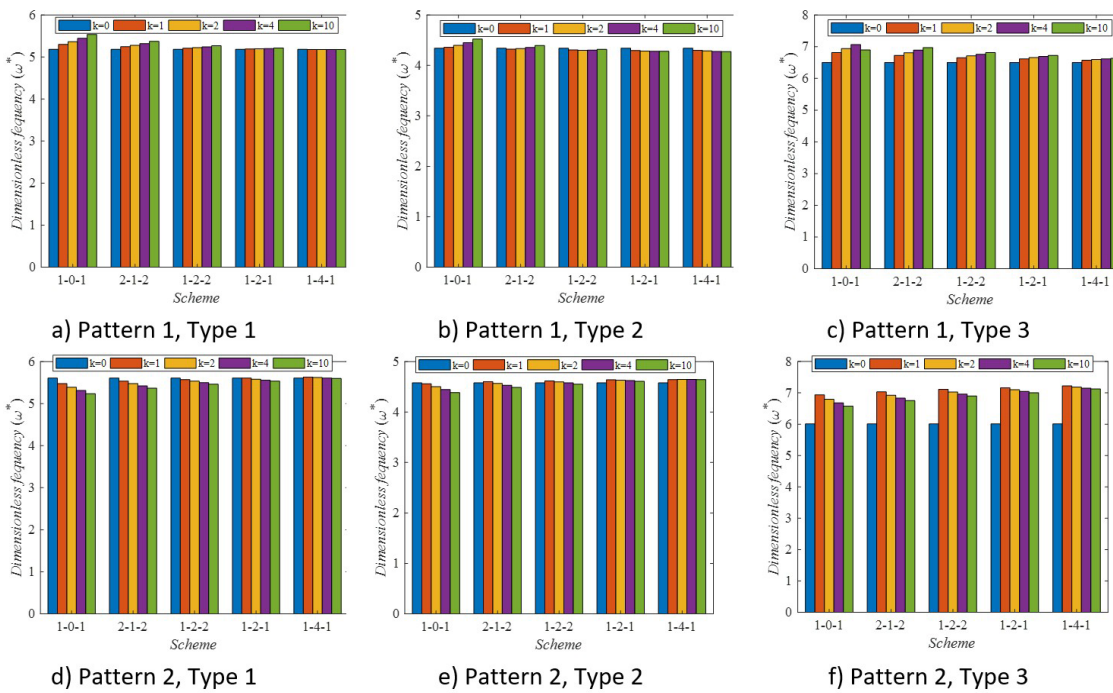 k=0 k=1 k=2 k=4 k=10
Dimensionless fequency (ω*)
6
5
4
3
2
1
0
1-0-1 2-1-2 1-2-2 1-2-1 1-4-1
Scheme
a) Pattern 1, Type 1
k=0 k=1 k=2 k=4 k=10
Dimensionless fequency (ω*)
5
4
3
2
1
0
1-0-1 2-1-2 1-2-2 1-2-1 1-4-1
Scheme
b) Pattern 1, Type 2
k=0 k=1 k=2 k=4 k=10
Dimensionless fequency (ω*)
8
7
6
5
4
3
2
1
0
1-0-1 2-1-2 1-2-2 1-2-1 1-4-1
Scheme
c) Pattern 1, Type 3
k=0 k=1 k=2 k=4 k=10
Dimensionless fequency (ω*)
6
5
4
3
2
1
0
1-0-1 2-1-2 1-2-2 1-2-1 1-4-1
Scheme
d) Pattern 2, Type 1
k=0 k=1 k=2 k=4 k=10
Dimensionless fequency (ω*)
5
4
3
2
1
0
1-0-1 2-1-2 1-2-2 1-2-1 1-4-1
Scheme
e) Pattern 2, Type 2
k=0 k=1 k=2 k=4 k=10
Dimensionless fequency (ω*)
8
7
6
5
4
3
2
1
0
1-0-1 2-1-2 1-2-2 1-2-1 1-4-1
Scheme
f) Pattern 2, Type 3